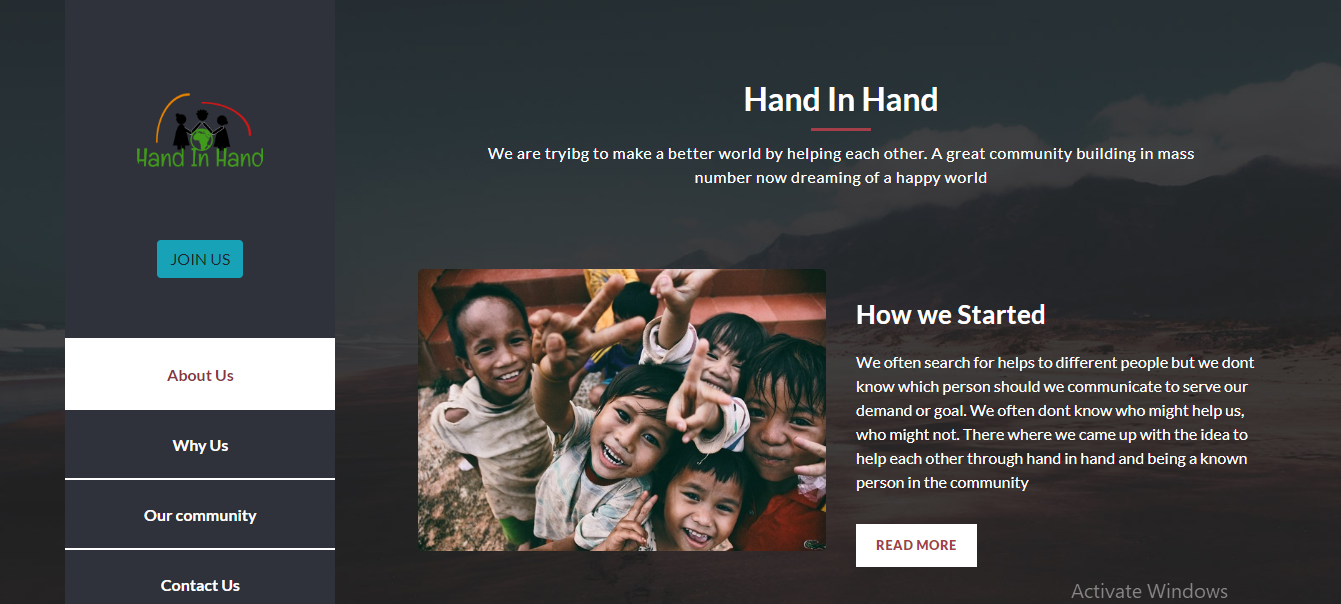 Hand In Hand
JOIN US
About Us
Why Us
Our community
Contact Us
Hand In Hand
We are tryibg to make a better world by helping each other. A great community building in mass
number now dreaming of a happy world
How we Started
We often search for helps to different people but we dont
know which person should we communicate to serve our
demand or goal. We often dont know who might help us,
who might not. There where we came up with the idea to
help each other through hand in hand and being a known
person in the community
READ MORE
Activate Windows